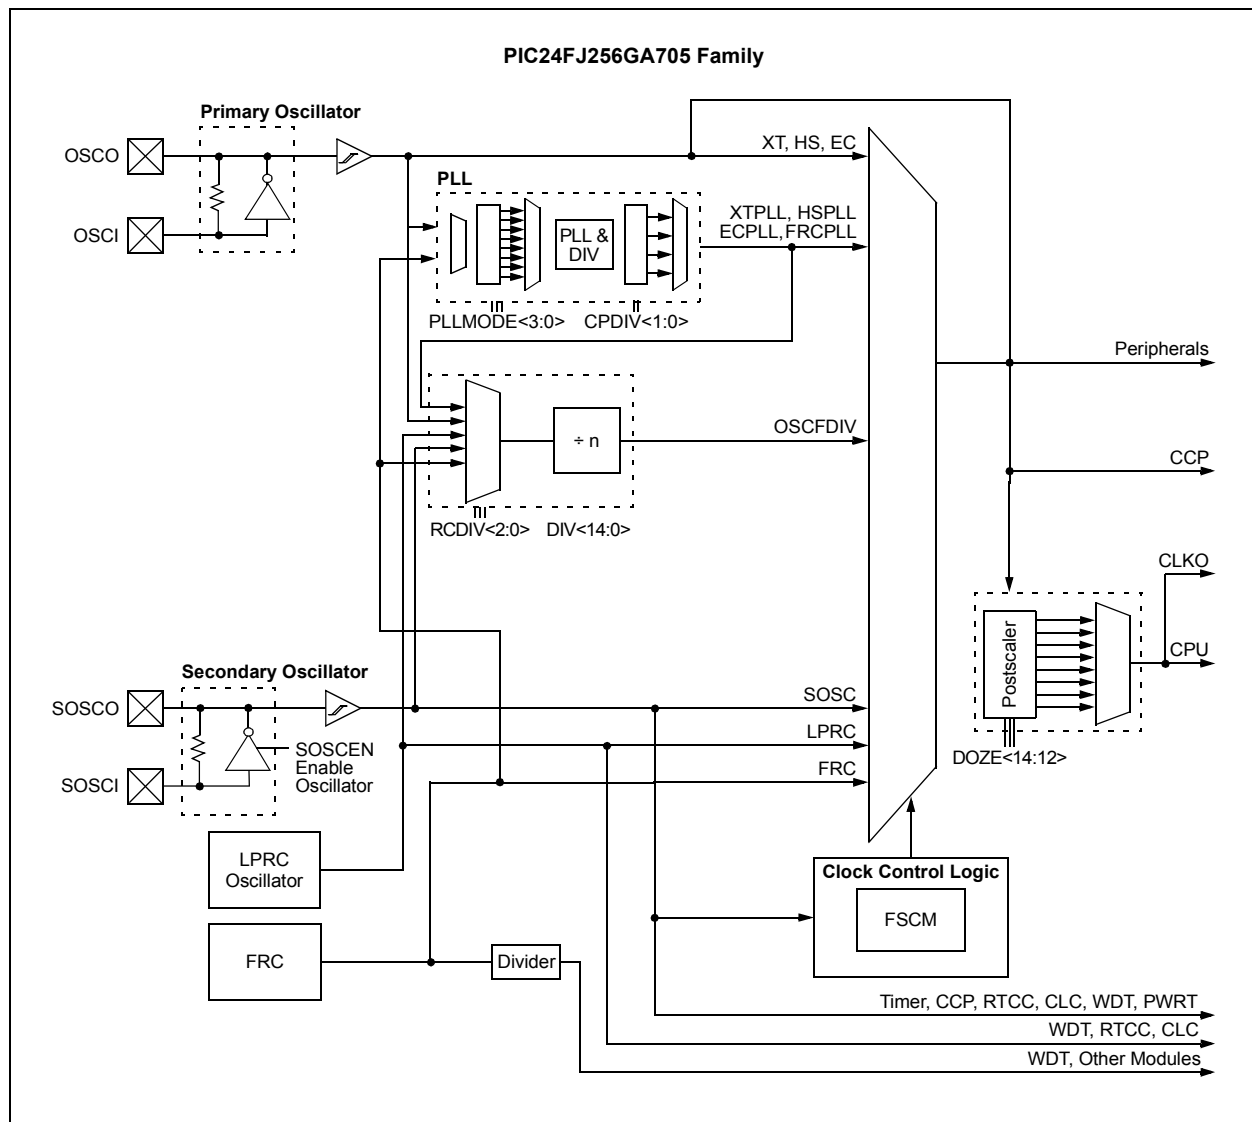 PIC24FJ256GA705 Family
Primary Oscillator
OSCO
OSCI
XT, HS, EC
PLL
XTPLL, HSPLL
ECPLL, FRCPLL
PLL &
DIV
PLLMODE<3:0>
CPDIV<1:0>
Peripherals
÷ n
OSCFDIV
CCP
RCDIV<2:0>
DIV<14:0>
CLKO
Postscaler
CPU
DOZE<14:12>
Secondary Oscillator
SOSCO
SOSCI
SOSCEN
Enable
Oscillator
SOSC
LPRC
FRC
LPRC
Oscillator
Clock Control Logic
FSCM
FRC
Divider
Timer, CCP, RTCC, CLC, WDT, PWRT
WDT, RTCC, CLC
WDT, Other Modules